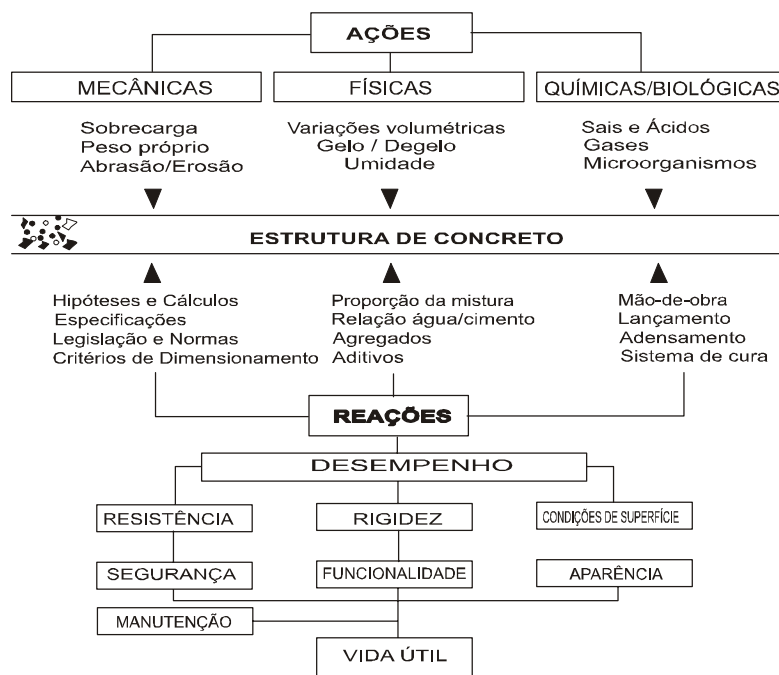 AÇÕES
MECÂNICAS
FÍSICAS
QUÍMICAS/BIOLÓGICAS
Sobrecarga
Peso próprio
Abrasão/Erosão
Variações volumétricas
Gelo / Degelo
Umidade
Sais e Ácidos
Gases
Microorganismos
ESTRUTURA DE CONCRETO
Hipóteses e Cálculos
Especificações
Legislação e Normas
Critérios de Dimensionamento
Proporção da mistura
Relação água/cimento
Agregados
Aditivos
Mão-de-obra
Lançamento
Adensamento
Sistema de cura
REAÇÕES
DESEMPENHO
RESISTÊNCIA
RIGIDEZ
CONDIÇÕES DE SUPERFÍCIE
SEGURANÇA
FUNCIONALIDADE
APARÊNCIA
MANUTENÇÃO
VIDA ÚTIL